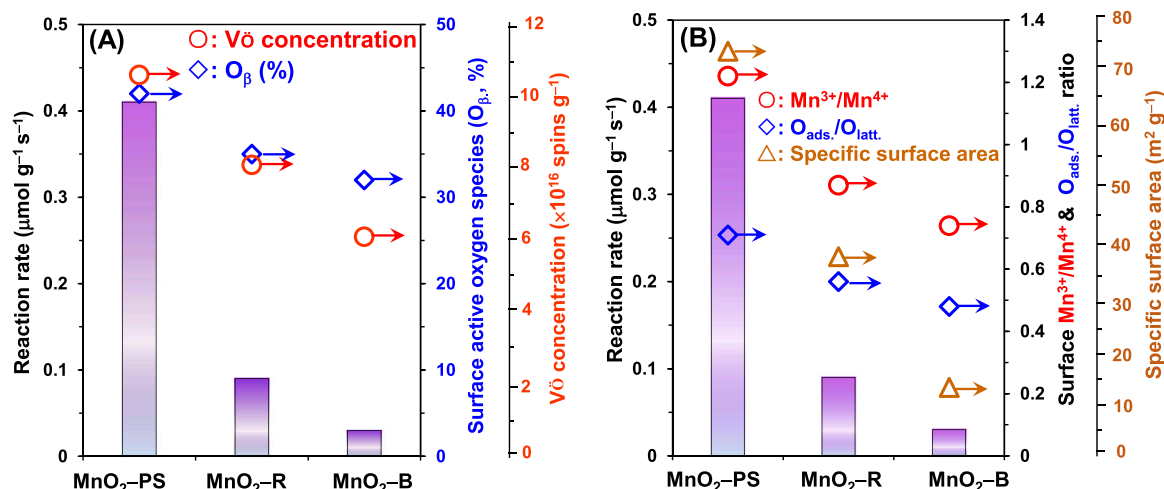 (A)
: Vö concentration
: Oβ (%)
Reaction rate (μmol g⁻¹ s⁻¹)
0.5
0.4
0.3
0.2
0.1
0
MnO₂–PS
MnO₂–R
MnO₂–B
50
40
30
20
10
0
Surface active oxygen species (Oβ., %)
12
10
8
6
4
2
0
Vö concentration (×10¹⁶ spins g⁻¹)
(B)
: Mn³⁺/Mn⁴⁺
: Oads./Olatt.
: Specific surface area
Reaction rate (μmol g⁻¹ s⁻¹)
0.5
0.4
0.3
0.2
0.1
0
MnO₂–PS
MnO₂–R
MnO₂–B
1.4
1.2
1
0.8
0.6
0.4
0.2
0
Surface Mn³⁺/Mn⁴⁺ & Oads./Olatt. ratio
80
70
60
50
40
30
20
10
0
Specific surface area (m² g⁻¹)